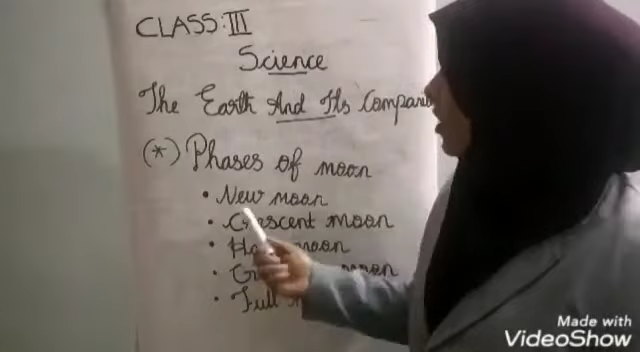 CLASS: III
Science
The Earth And Its
(*) Phases of moon
• New moon
• Crescent moon
• moon
• moon
• Full
Made with
VideoShow